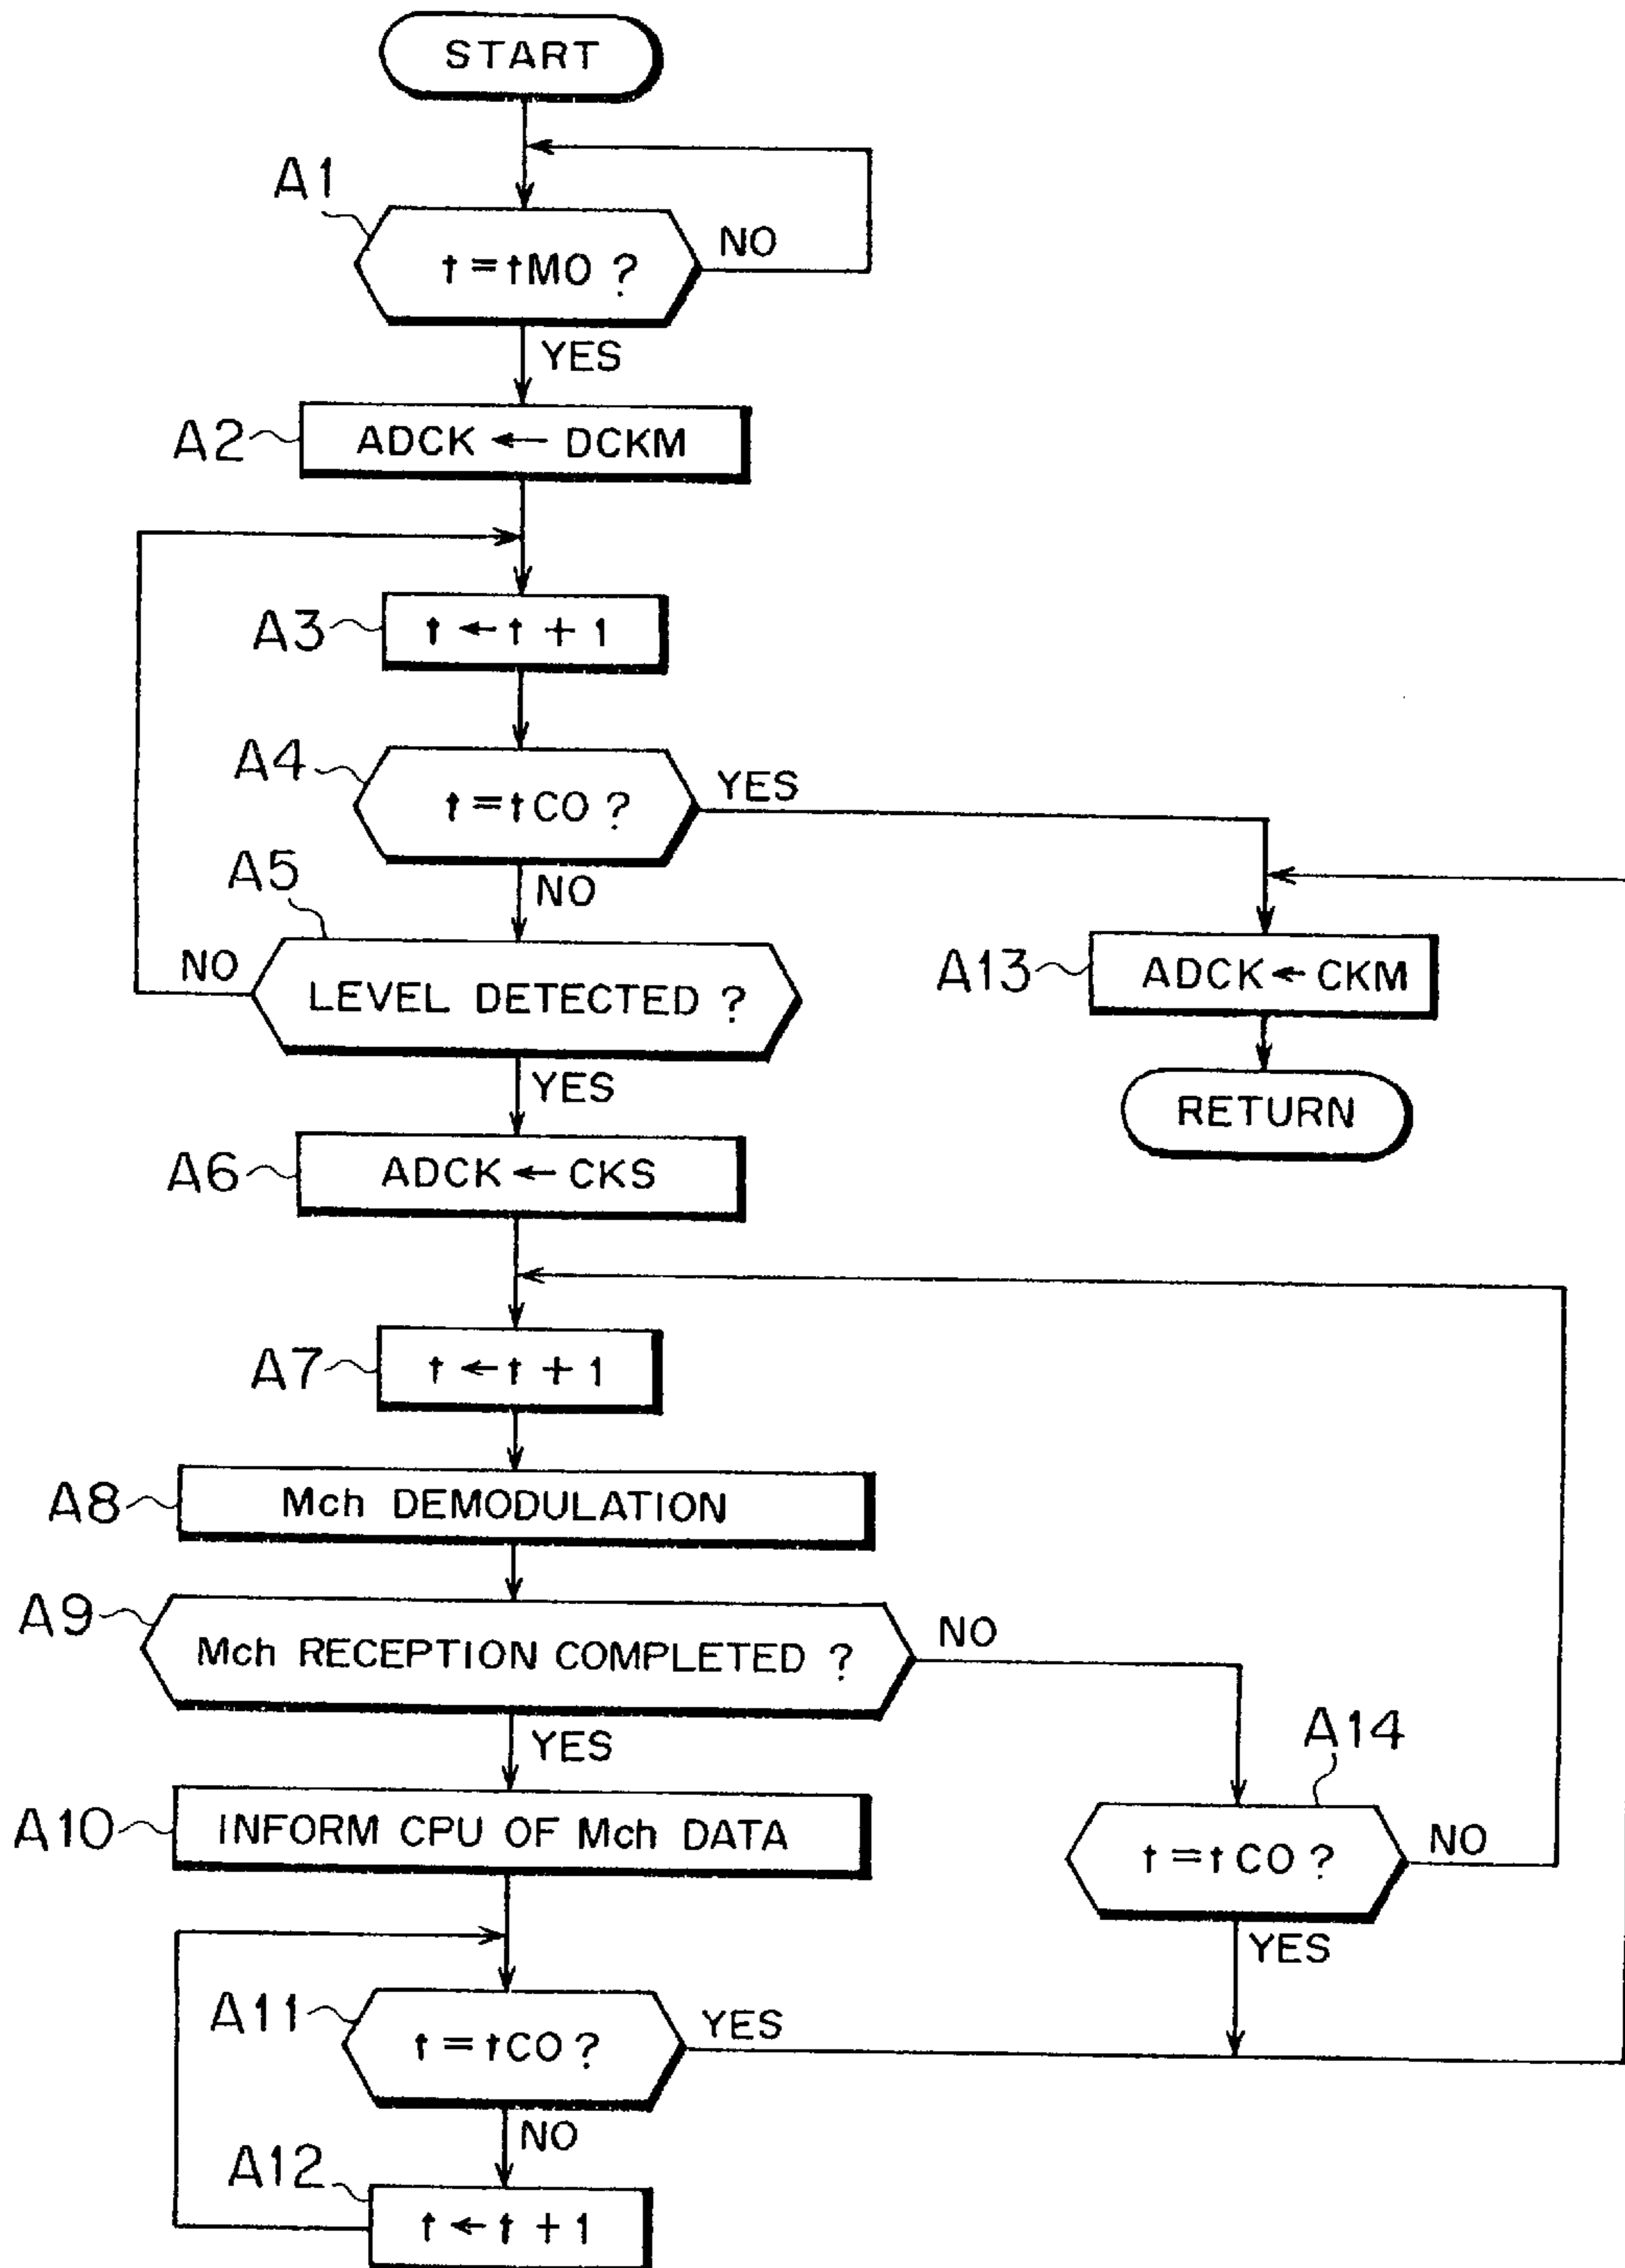 START
A1
t = tMO ?
NO
YES
A2
ADCK ← DCKM
A3
t ← t + 1
A4
t = tCO ?
YES
NO
A5
LEVEL DETECTED ?
NO
YES
A13
ADCK ← CKM
RETURN
A6
ADCK ← CKS
A7
t ← t + 1
A8
Mch DEMODULATION
A9
Mch RECEPTION COMPLETED ?
NO
YES
A14
t = tCO ?
NO
YES
A10
INFORM CPU OF Mch DATA
A11
t = tCO ?
YES
NO
A12
t ← t + 1